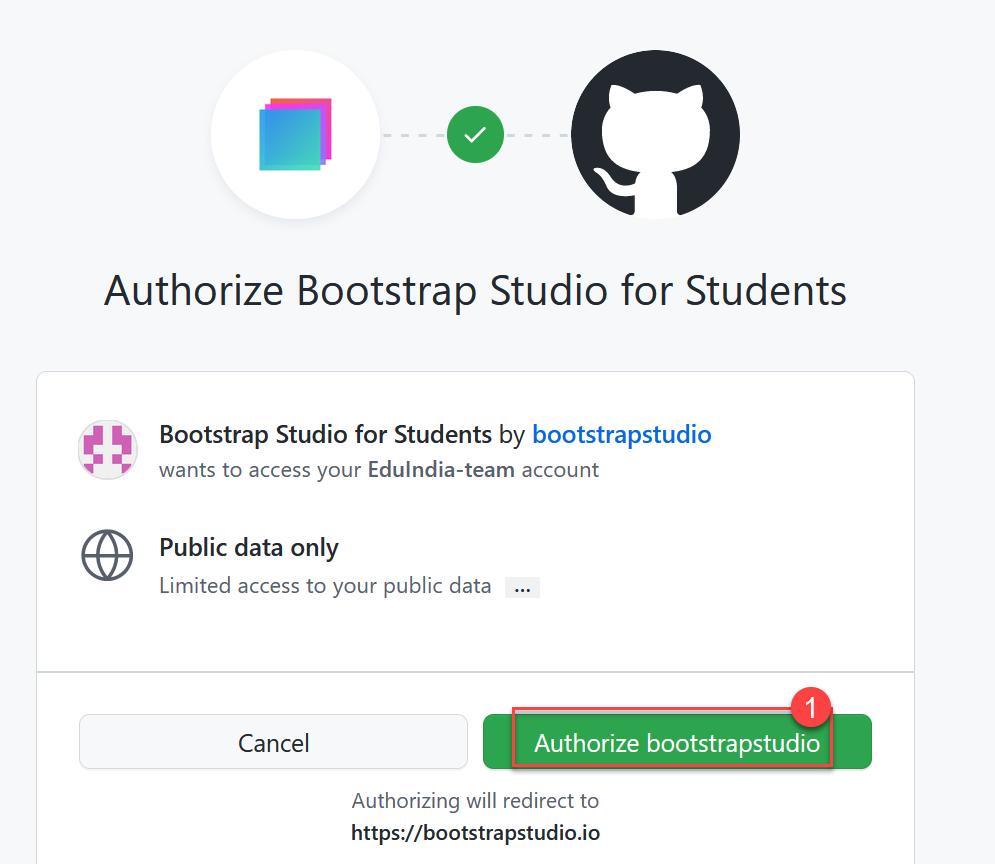 Authorize Bootstrap Studio for Students
Bootstrap Studio for Students by bootstrapstudio
wants to access your EduIndia-team account
Public data only
Limited access to your public data ...
1
Cancel
Authorize bootstrapstudio
Authorizing will redirect to
https://bootstrapstudio.io